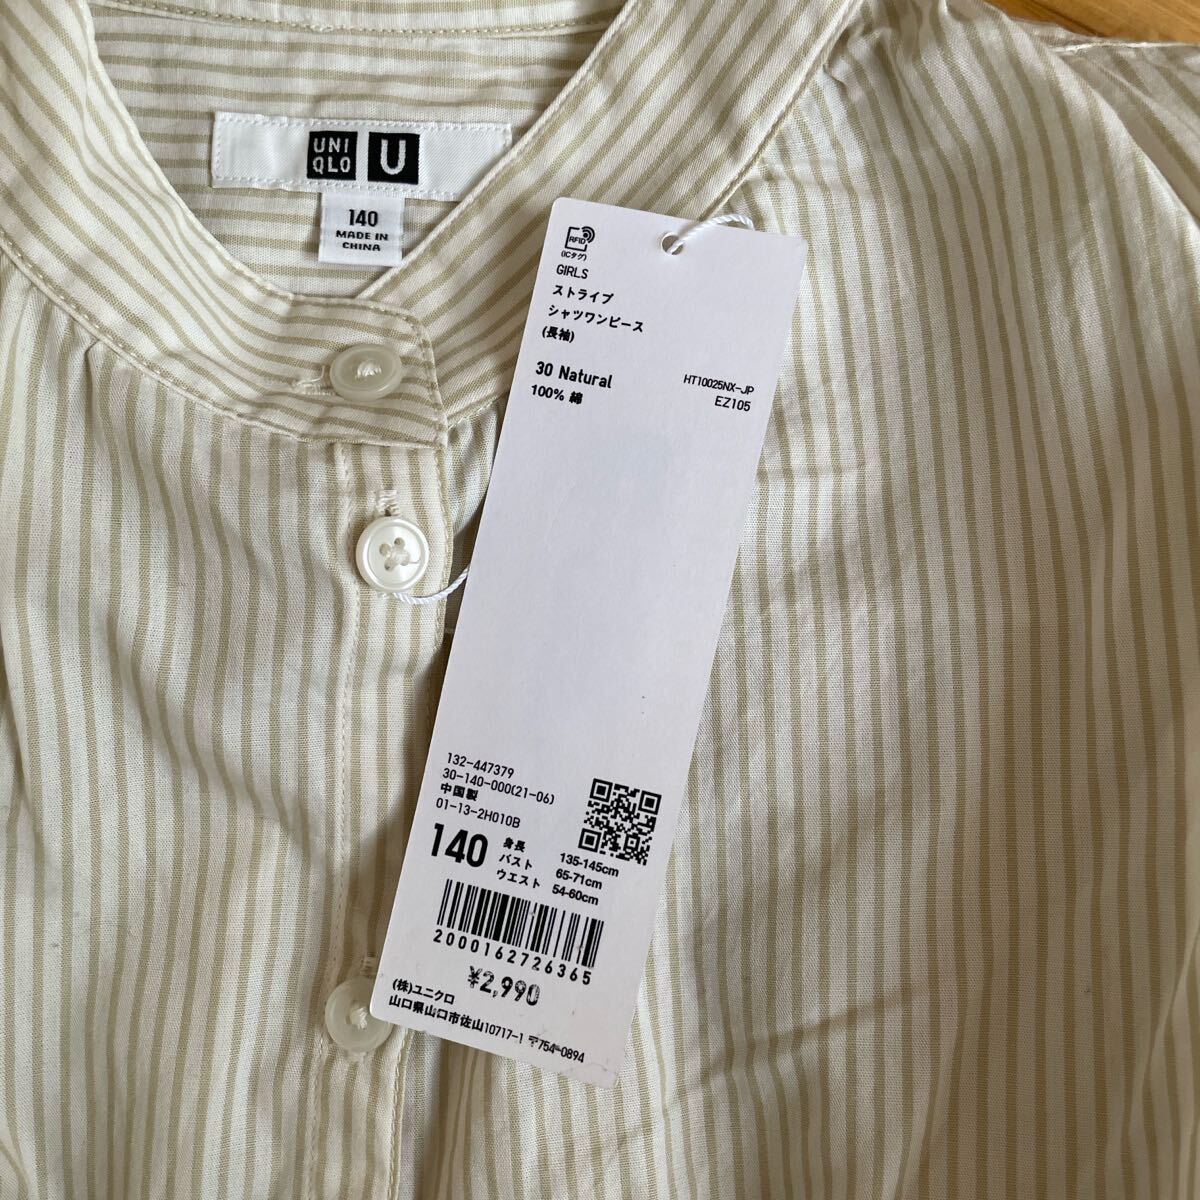 UNI
QLO
U
140
MADE IN
CHINA
RFID
(ICタグ)
GIRLS
ストライプ
シャツワンピース
(長袖)
30 Natural
100% 綿
HT10025NX-JP
EZ105
132-447379
30-140-000(21-06)
中国製
01-13-2H010B
140
身長 135-145cm
バスト 65-71cm
ウエスト 54-60cm
2000162726365
¥2,990
(株)ユニクロ
山口県山口市佐山10717-1 〒754-0894